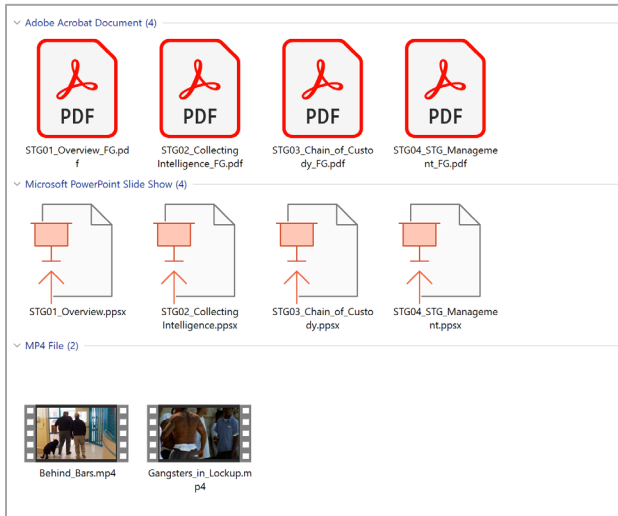 Adobe Acrobat Document (4)
PDF PDF PDF PDF
STG01_Overview_FG.pd STG02_Collecting STG03_Chain_of_Custo STG04_STG_Manageme
f Intelligence_FG.pdf dy_FG.pdf nt_FG.pdf
Microsoft PowerPoint Slide Show (4)
STG01_Overview.ppsx STG02_Collecting STG03_Chain_of_Custo STG04_STG_Manageme
Intelligence.ppsx dy.ppsx nt.ppsx
MP4 File (2)
Behind_Bars.mp4 Gangsters_in_Lockup.m
p4